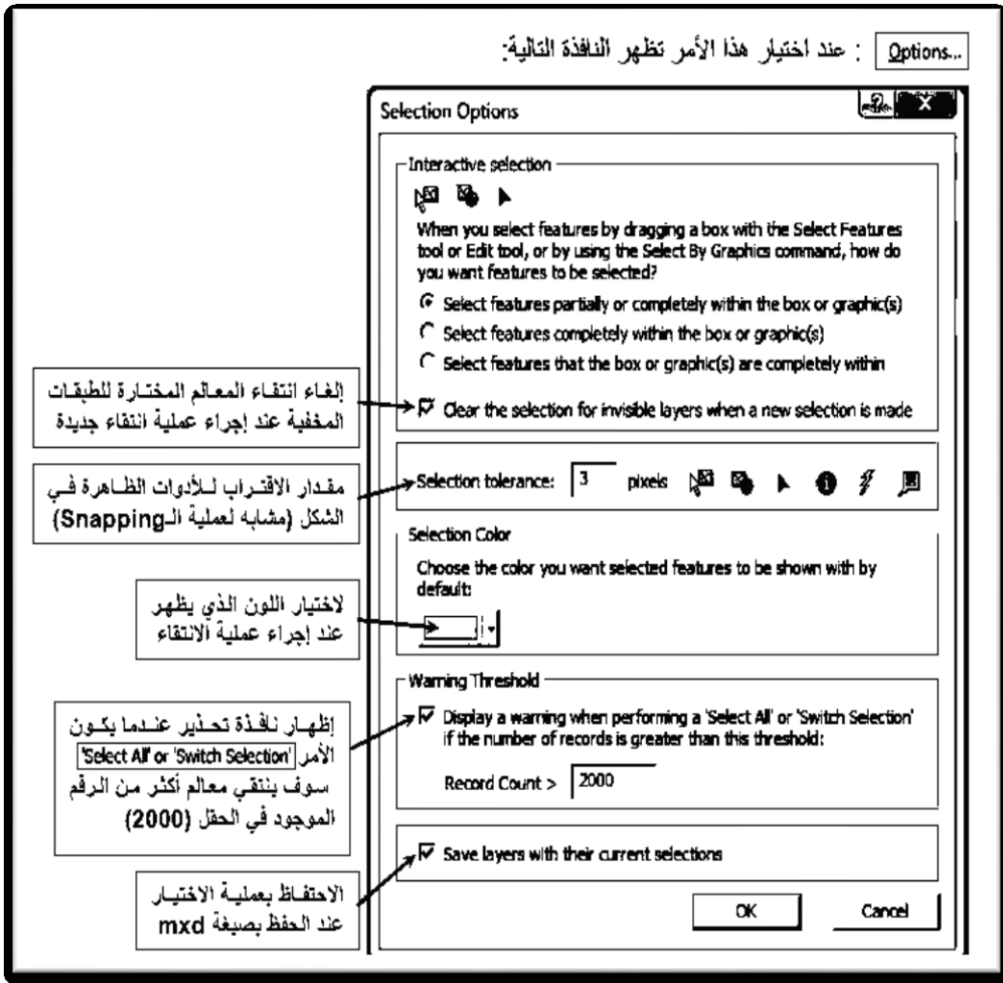 Options... : عند اختيار هذا الأمر تظهر النافذة التالية:
Selection Options
Interactive selection
When you select features by dragging a box with the Select Features
tool or Edit tool, or by using the Select By Graphics command, how do
you want features to be selected?
Select features partially or completely within the box or graphic(s)
Select features completely within the box or graphic(s)
Select features that the box or graphic(s) are completely within
إلغاء انتقاء المعالم المختارة للطبقات
المخفية عند إجراء عملية انتقاء جديدة
Clear the selection for invisible layers when a new selection is made
مقدار الاقتراب للأدوات الظاهرة في
الشكل (مشابه لعملية الـSnapping)
Selection tolerance: 3 pixels
Selection Color
Choose the color you want selected features to be shown with by
default:
لاختيار اللون الذي يظهر
عند إجراء عملية الانتقاء
Warning Threshold
إظهار نافذة تحذير عندما يكون
الأمر 'Select All' or 'Switch Selection'
سوف ينتقي معالم أكثر من الرقم
الموجود في الحقل (2000)
Display a warning when performing a 'Select All' or 'Switch Selection'
if the number of records is greater than this threshold:
Record Count > 2000
Save layers with their current selections
الاحتفاظ بعملية الاختيار
عند الحفظ بصيغة mxd
OK
Cancel